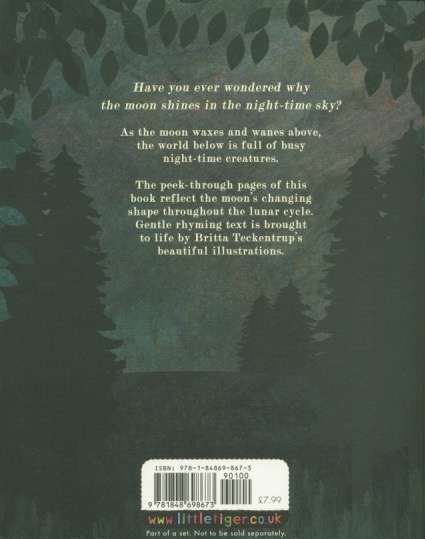 Have you ever wondered why
the moon shines in the night-time sky?
As the moon waxes and wanes above,
the world below is full of busy
night-time creatures.
The peek-through pages of this
book reflect the moon's changing
shape throughout the lunar cycle.
Gentle rhyming text is brought
to life by Britta Teckentrup's
beautiful illustrations.
ISBN: 978-1-84869-867-3
90100
9 781848 698673
£7.99
www.littletiger.co.uk
Part of a set. Not to be sold separately.